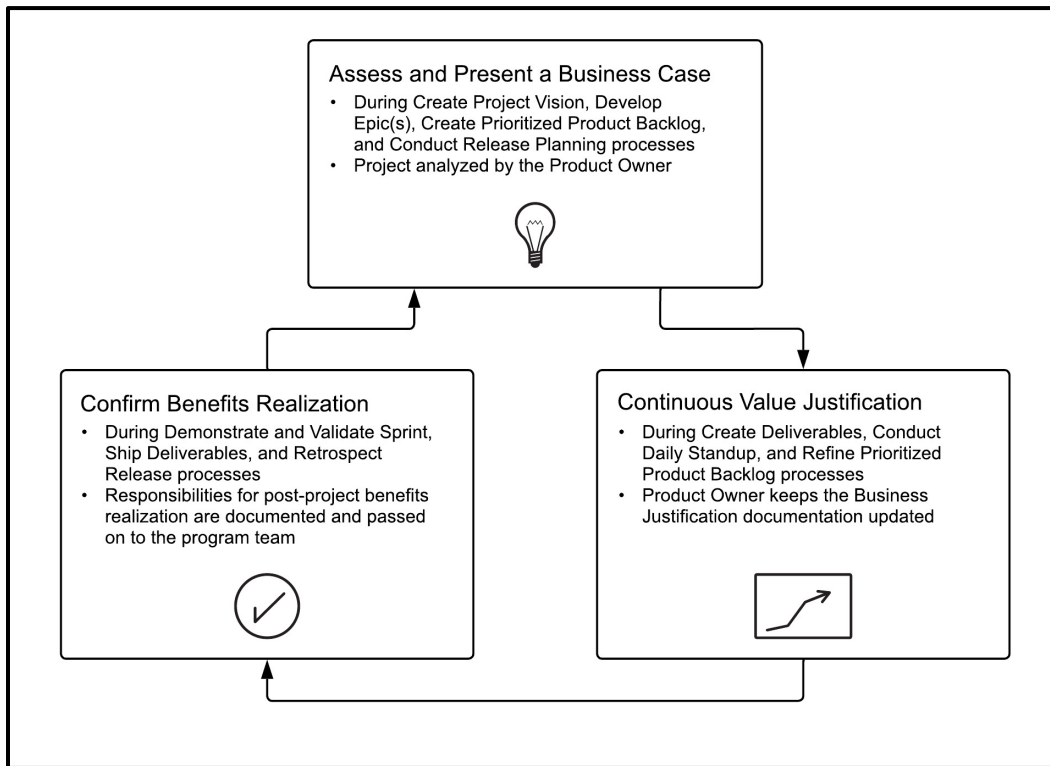 Assess and Present a Business Case
• During Create Project Vision, Develop
Epic(s), Create Prioritized Product Backlog,
and Conduct Release Planning processes
• Project analyzed by the Product Owner
Confirm Benefits Realization
• During Demonstrate and Validate Sprint,
Ship Deliverables, and Retrospect
Release processes
• Responsibilities for post-project benefits
realization are documented and passed
on to the program team
Continuous Value Justification
• During Create Deliverables, Conduct
Daily Standup, and Refine Prioritized
Product Backlog processes
• Product Owner keeps the Business
Justification documentation updated